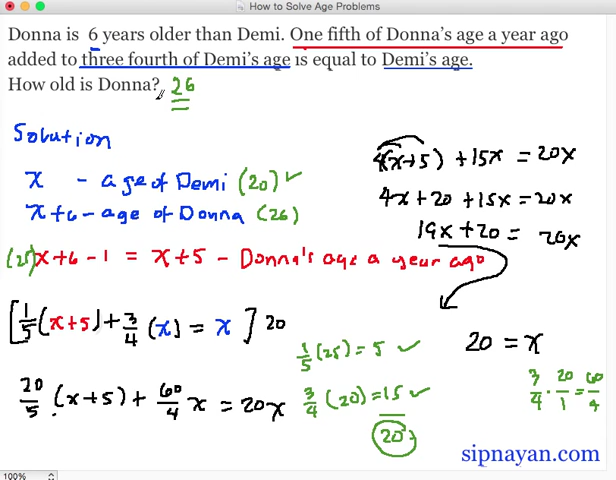 How to Solve Age Problems
Donna is 6 years older than Demi. One fifth of Donna's age a year ago
added to three fourth of Demi's age is equal to Demi's age.
How old is Donna? 26
Solution
x - age of Demi (20) ✓
x+6 - age of Donna (26)
(25) x+6-1 = x+5 - Donna's age a year ago
[1/5(x+5) + 3/4(x) = x] 20
20/5 (x+5) + 60/4 x = 20x
4(x+5) + 15x = 20x
4x+20+15x = 20x
19x+20 = 20x
20 = x
1/5 (25) = 5 ✓
3/4 (20) = 15 ✓
20
3/4 · 20/1 = 60/4
sipnayan.com
100%